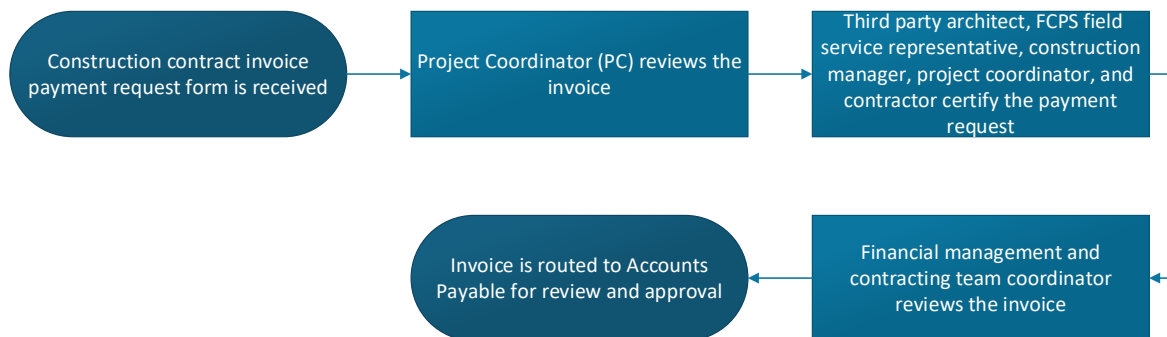 Construction contract invoice
payment request form is received
Project Coordinator (PC) reviews the
invoice
Third party architect, FCPS field
service representative, construction
manager, project coordinator, and
contractor certify the payment
request
Invoice is routed to Accounts
Payable for review and approval
Financial management and
contracting team coordinator
reviews the invoice